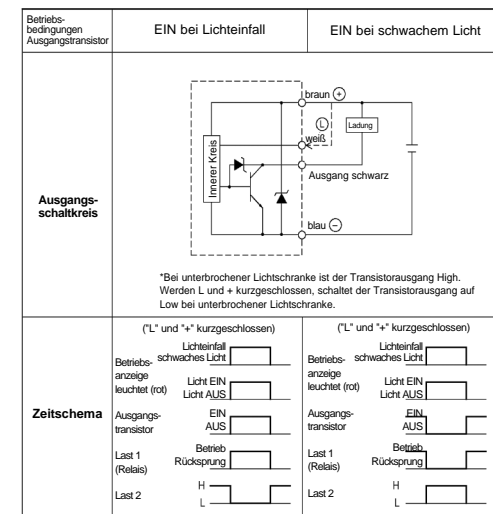 Betriebs-
bedingungen
Ausgangstransistor
EIN bei Lichteinfall
EIN bei schwachem Licht
Ausgangs-
schaltkreis
Innerer Kreis
braun +
L
weiß
Ladung
Ausgang schwarz
blau −
*Bei unterbrochener Lichtschranke ist der Transistorausgang High.
Werden L und + kurzgeschlossen, schaltet der Transistorausgang auf
Low bei unterbrochener Lichtschranke.
Zeitschema
("L" und "+" kurzgeschlossen)
Lichteinfall
schwaches Licht
Betriebs-
anzeige
leuchtet (rot)
Licht EIN
Licht AUS
Ausgangs-
transistor
EIN
AUS
Last 1
(Relais)
Betrieb
Rücksprung
Last 2
H
L
("L" und "+" kurzgeschlossen)
Lichteinfall
schwaches Licht
Betriebs-
anzeige
leuchtet (rot)
Licht EIN
Licht AUS
Ausgangs-
transistor
EIN
AUS
Last 1
(Relais)
Betrieb
Rücksprung
Last 2
H
L